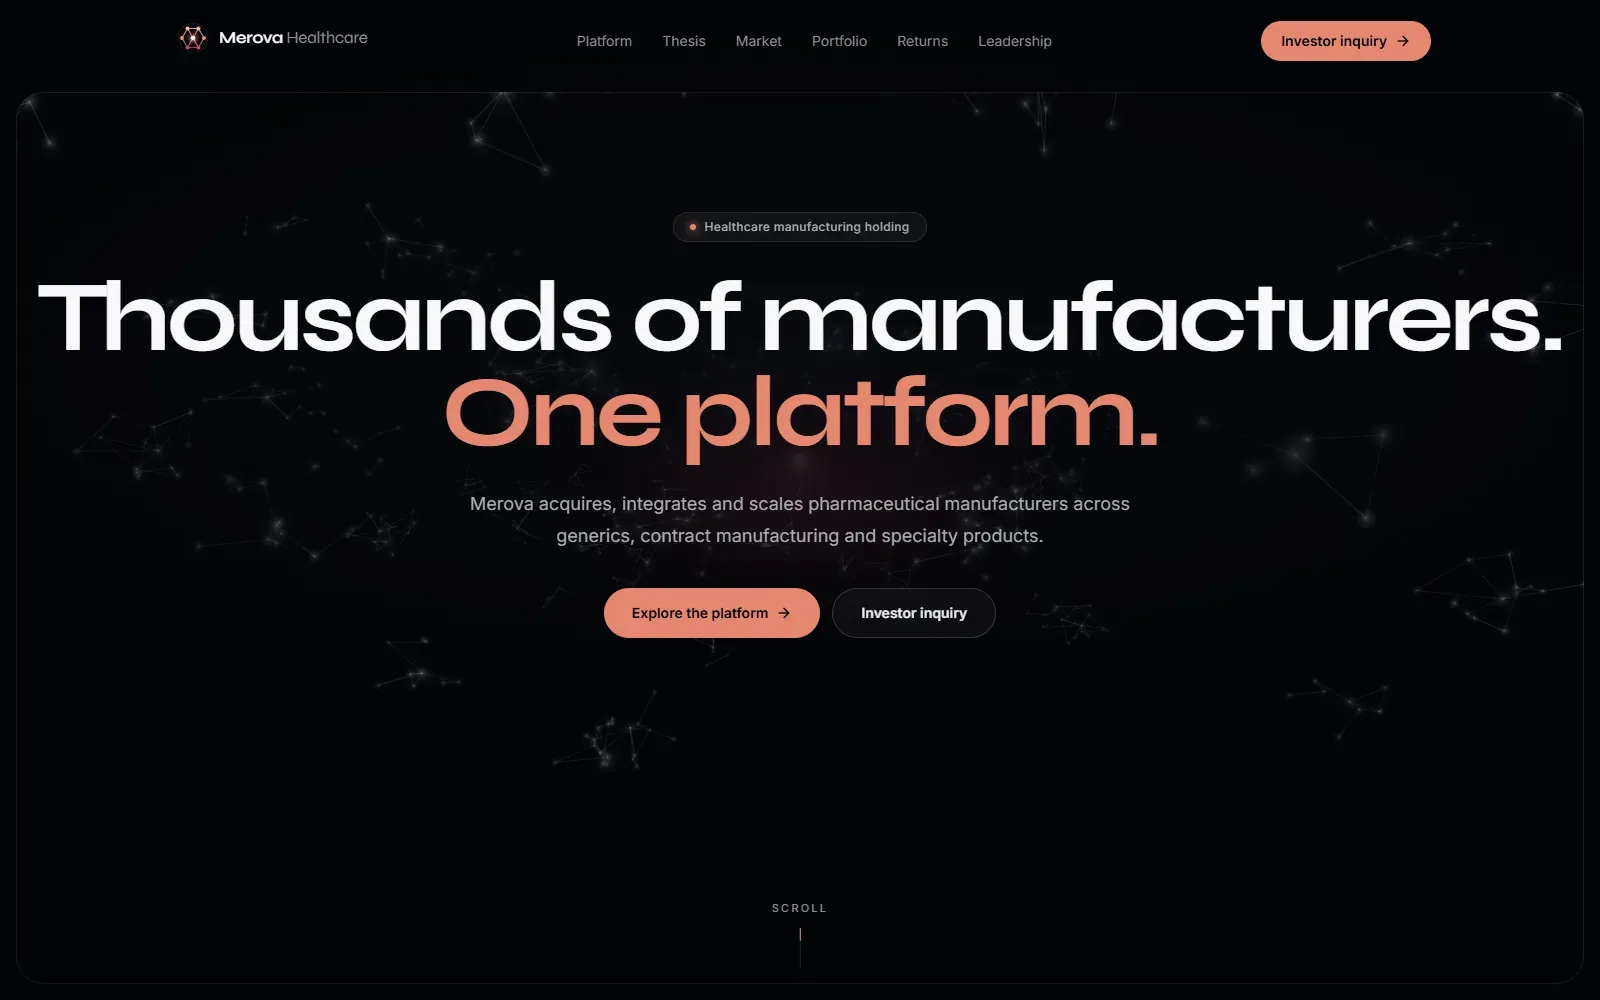 Merova Healthcare
Platform
Thesis
Market
Portfolio
Returns
Leadership
Investor inquiry
Healthcare manufacturing holding
Thousands of manufacturers.
One platform.
Merova acquires, integrates and scales pharmaceutical manufacturers across
generics, contract manufacturing and specialty products.
Explore the platform
Investor inquiry
SCROLL